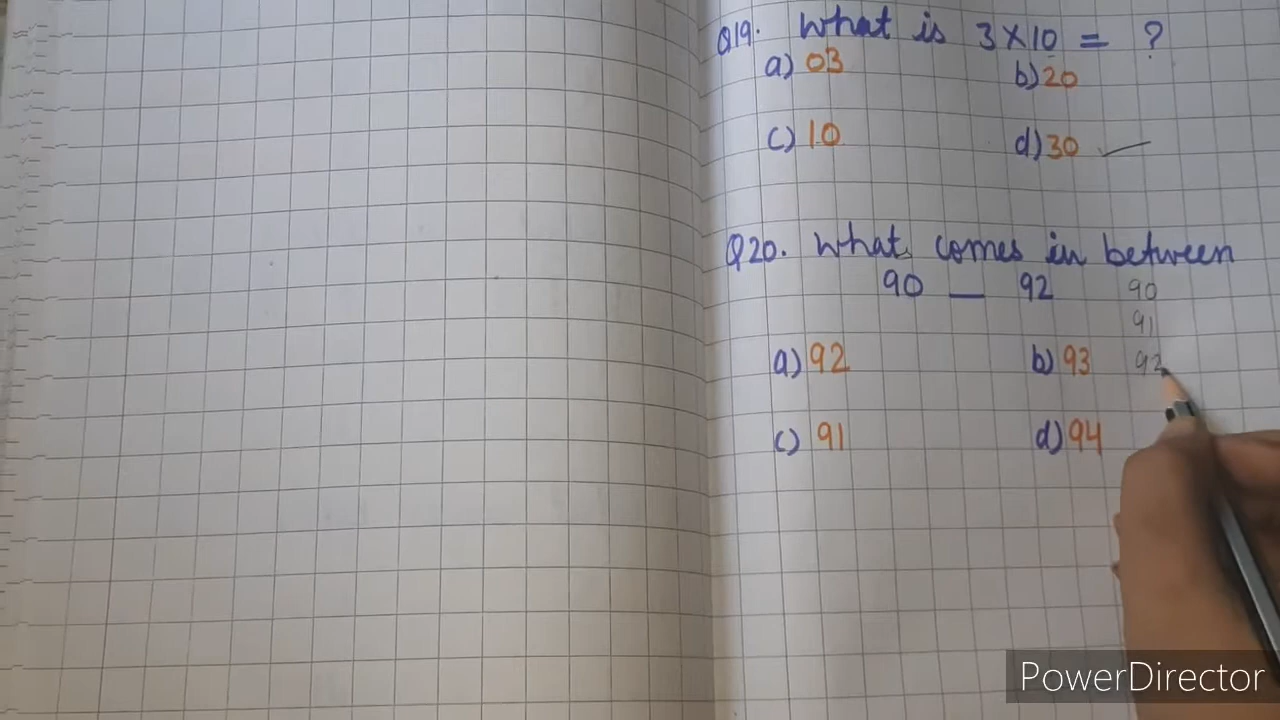 Q19. What is 3×10 = ?
a) 03 b) 20
c) 10 d) 30
Q20. What comes in between
90 _ 92 90
91
a) 92 b) 93 92
c) 91 d) 94
PowerDirector